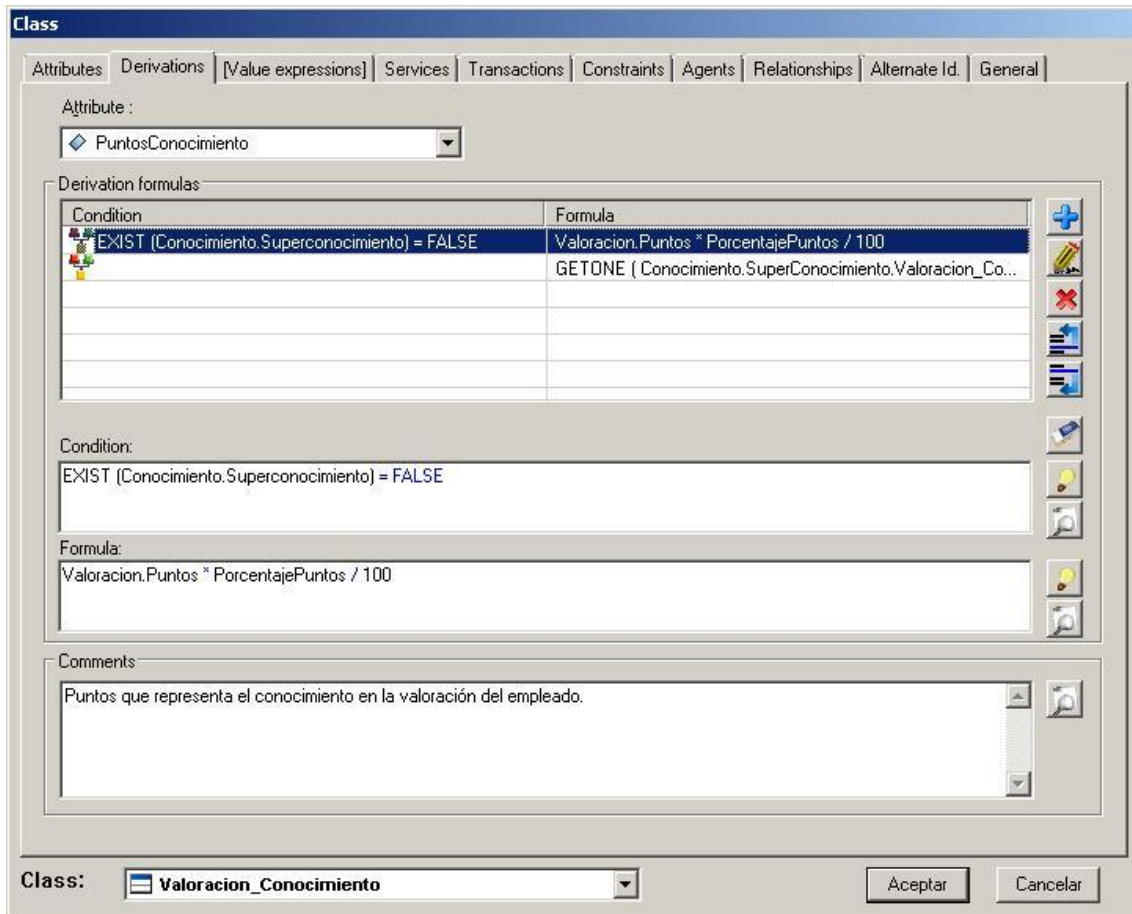 Class
Attributes Derivations [Value expressions] Services Transactions Constraints Agents Relationships Alternate Id. General
Attribute :
PuntosConocimiento
Derivation formulas
Condition Formula
EXIST (Conocimiento.Superconocimiento) = FALSE Valoracion.Puntos * PorcentajePuntos / 100
GETONE ( Conocimiento.SuperConocimiento.Valoracion_Co...
Condition:
EXIST (Conocimiento.Superconocimiento) = FALSE
Formula:
Valoracion.Puntos * PorcentajePuntos / 100
Comments
Puntos que representa el conocimiento en la valoración del empleado.
Class: Valoracion_Conocimiento Aceptar Cancelar